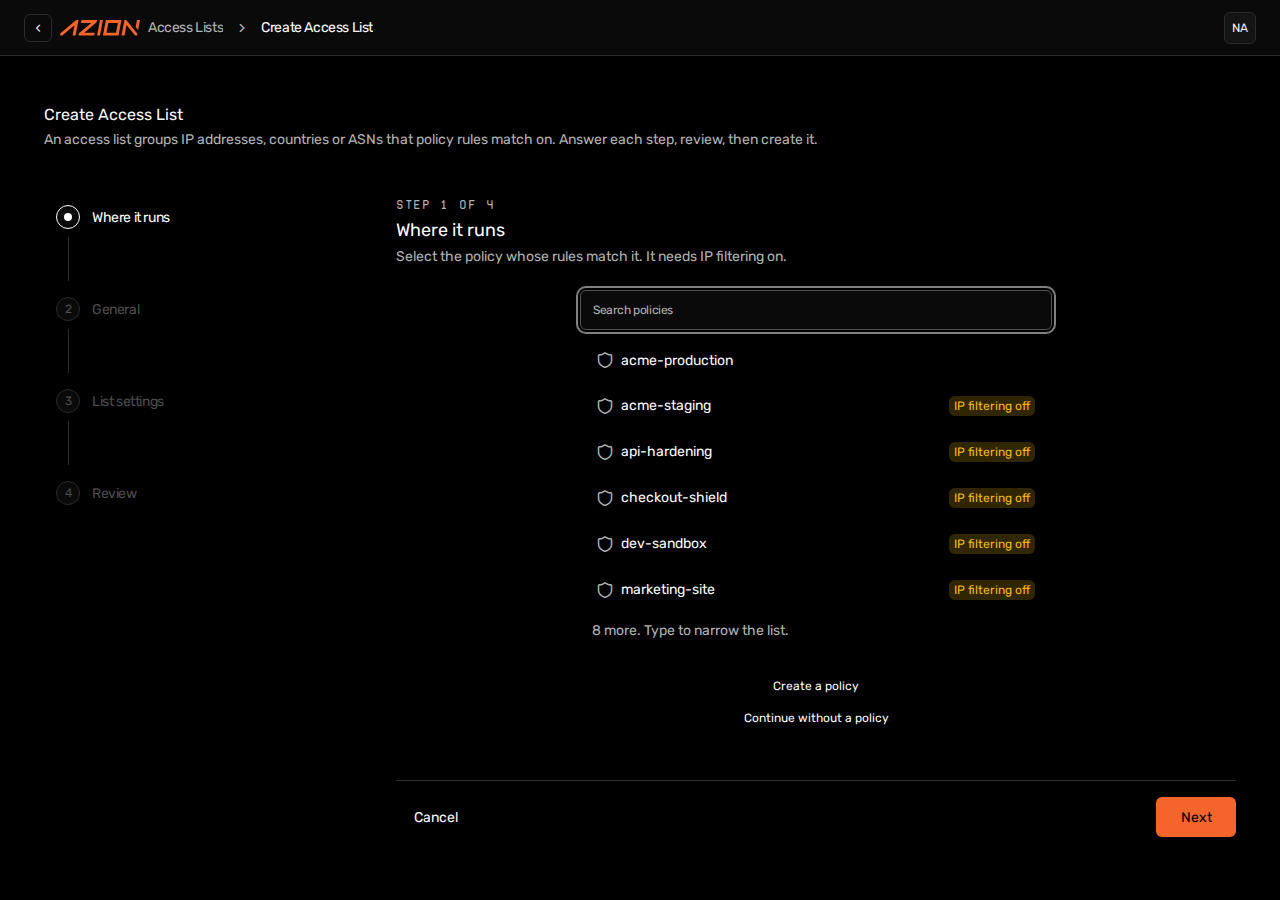 AZION Access Lists > Create Access List NA
Create Access List
An access list groups IP addresses, countries or ASNs that policy rules match on. Answer each step, review, then create it.
Where it runs
2 General
3 List settings
4 Review
STEP 1 OF 4
Where it runs
Select the policy whose rules match it. It needs IP filtering on.
Search policies
acme-production
acme-staging IP filtering off
api-hardening IP filtering off
checkout-shield IP filtering off
dev-sandbox IP filtering off
marketing-site IP filtering off
8 more. Type to narrow the list.
Create a policy
Continue without a policy
Cancel Next